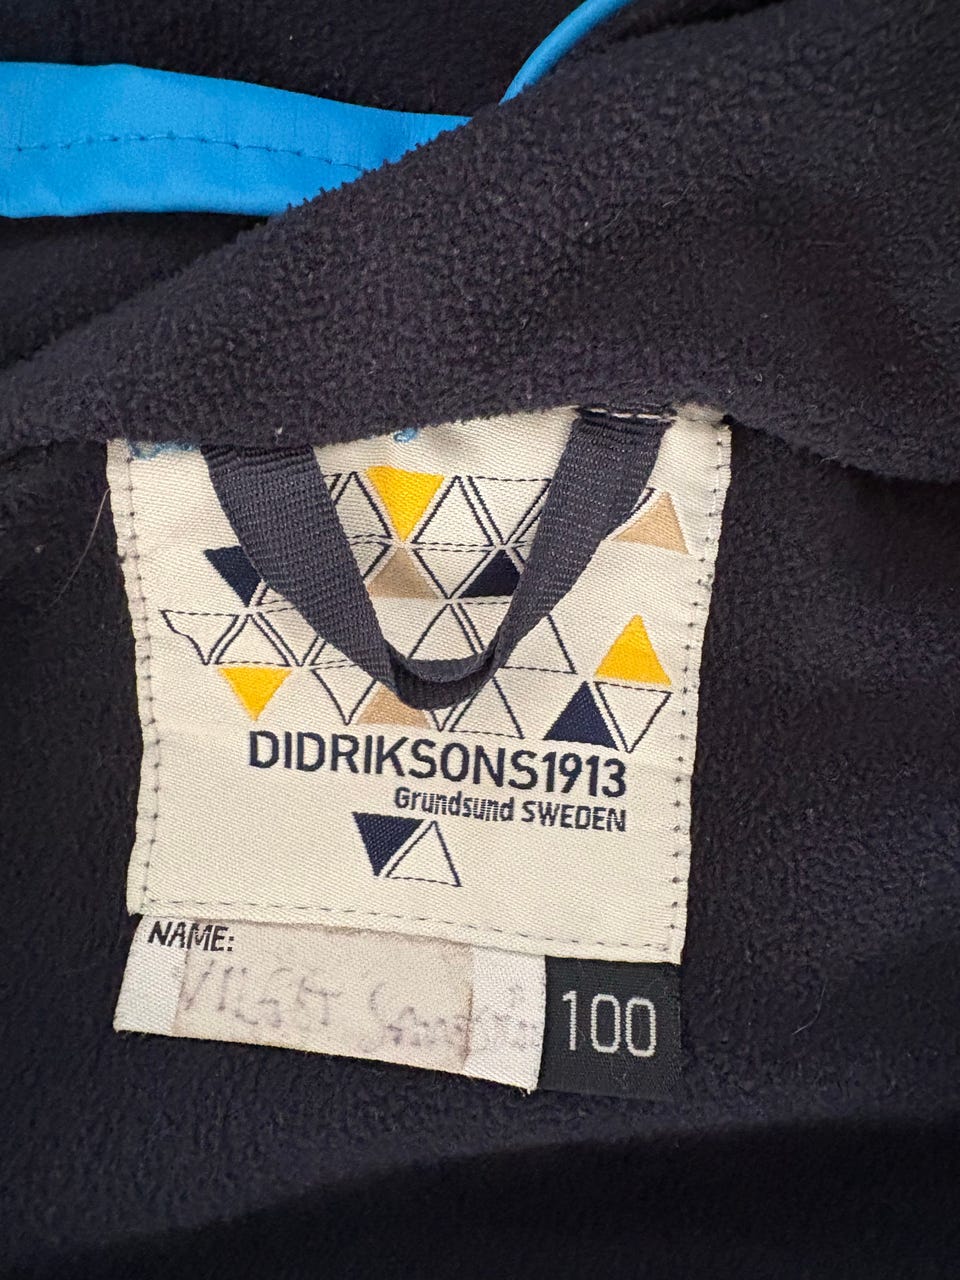 DIDRIKSONS1913
Grundsund SWEDEN
NAME:
100